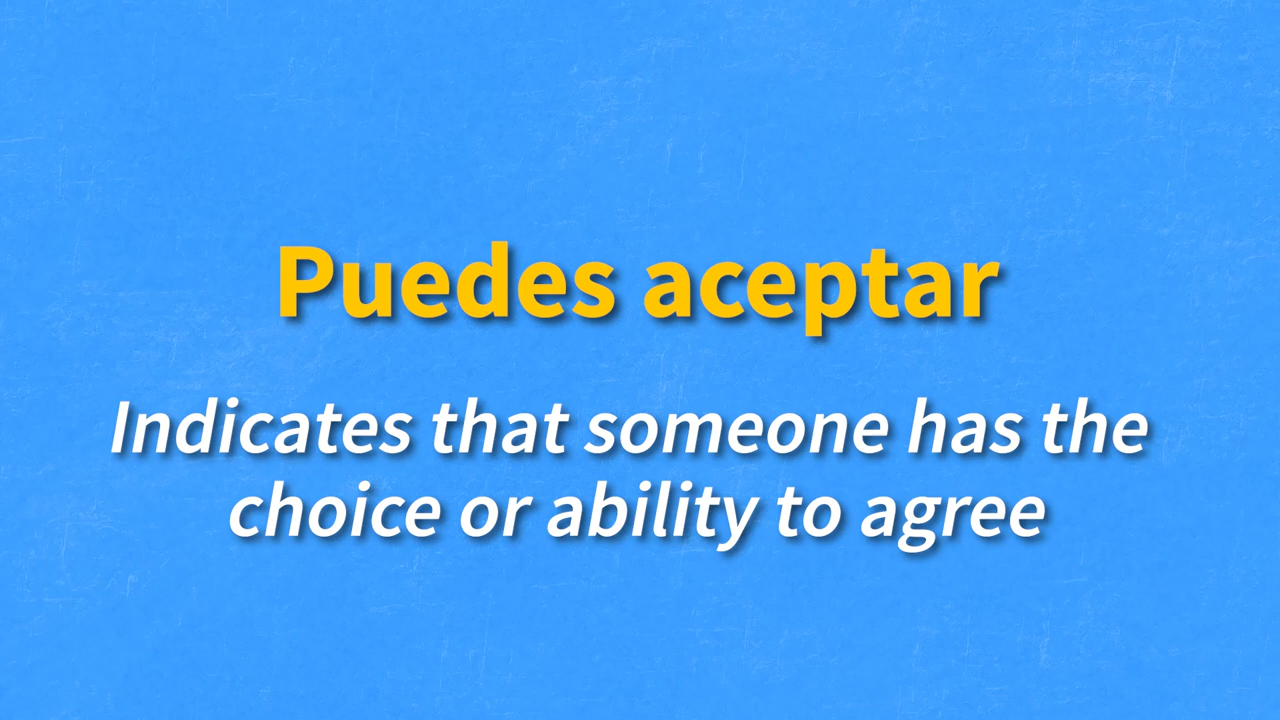 Puedes aceptar
Indicates that someone has the
choice or ability to agree